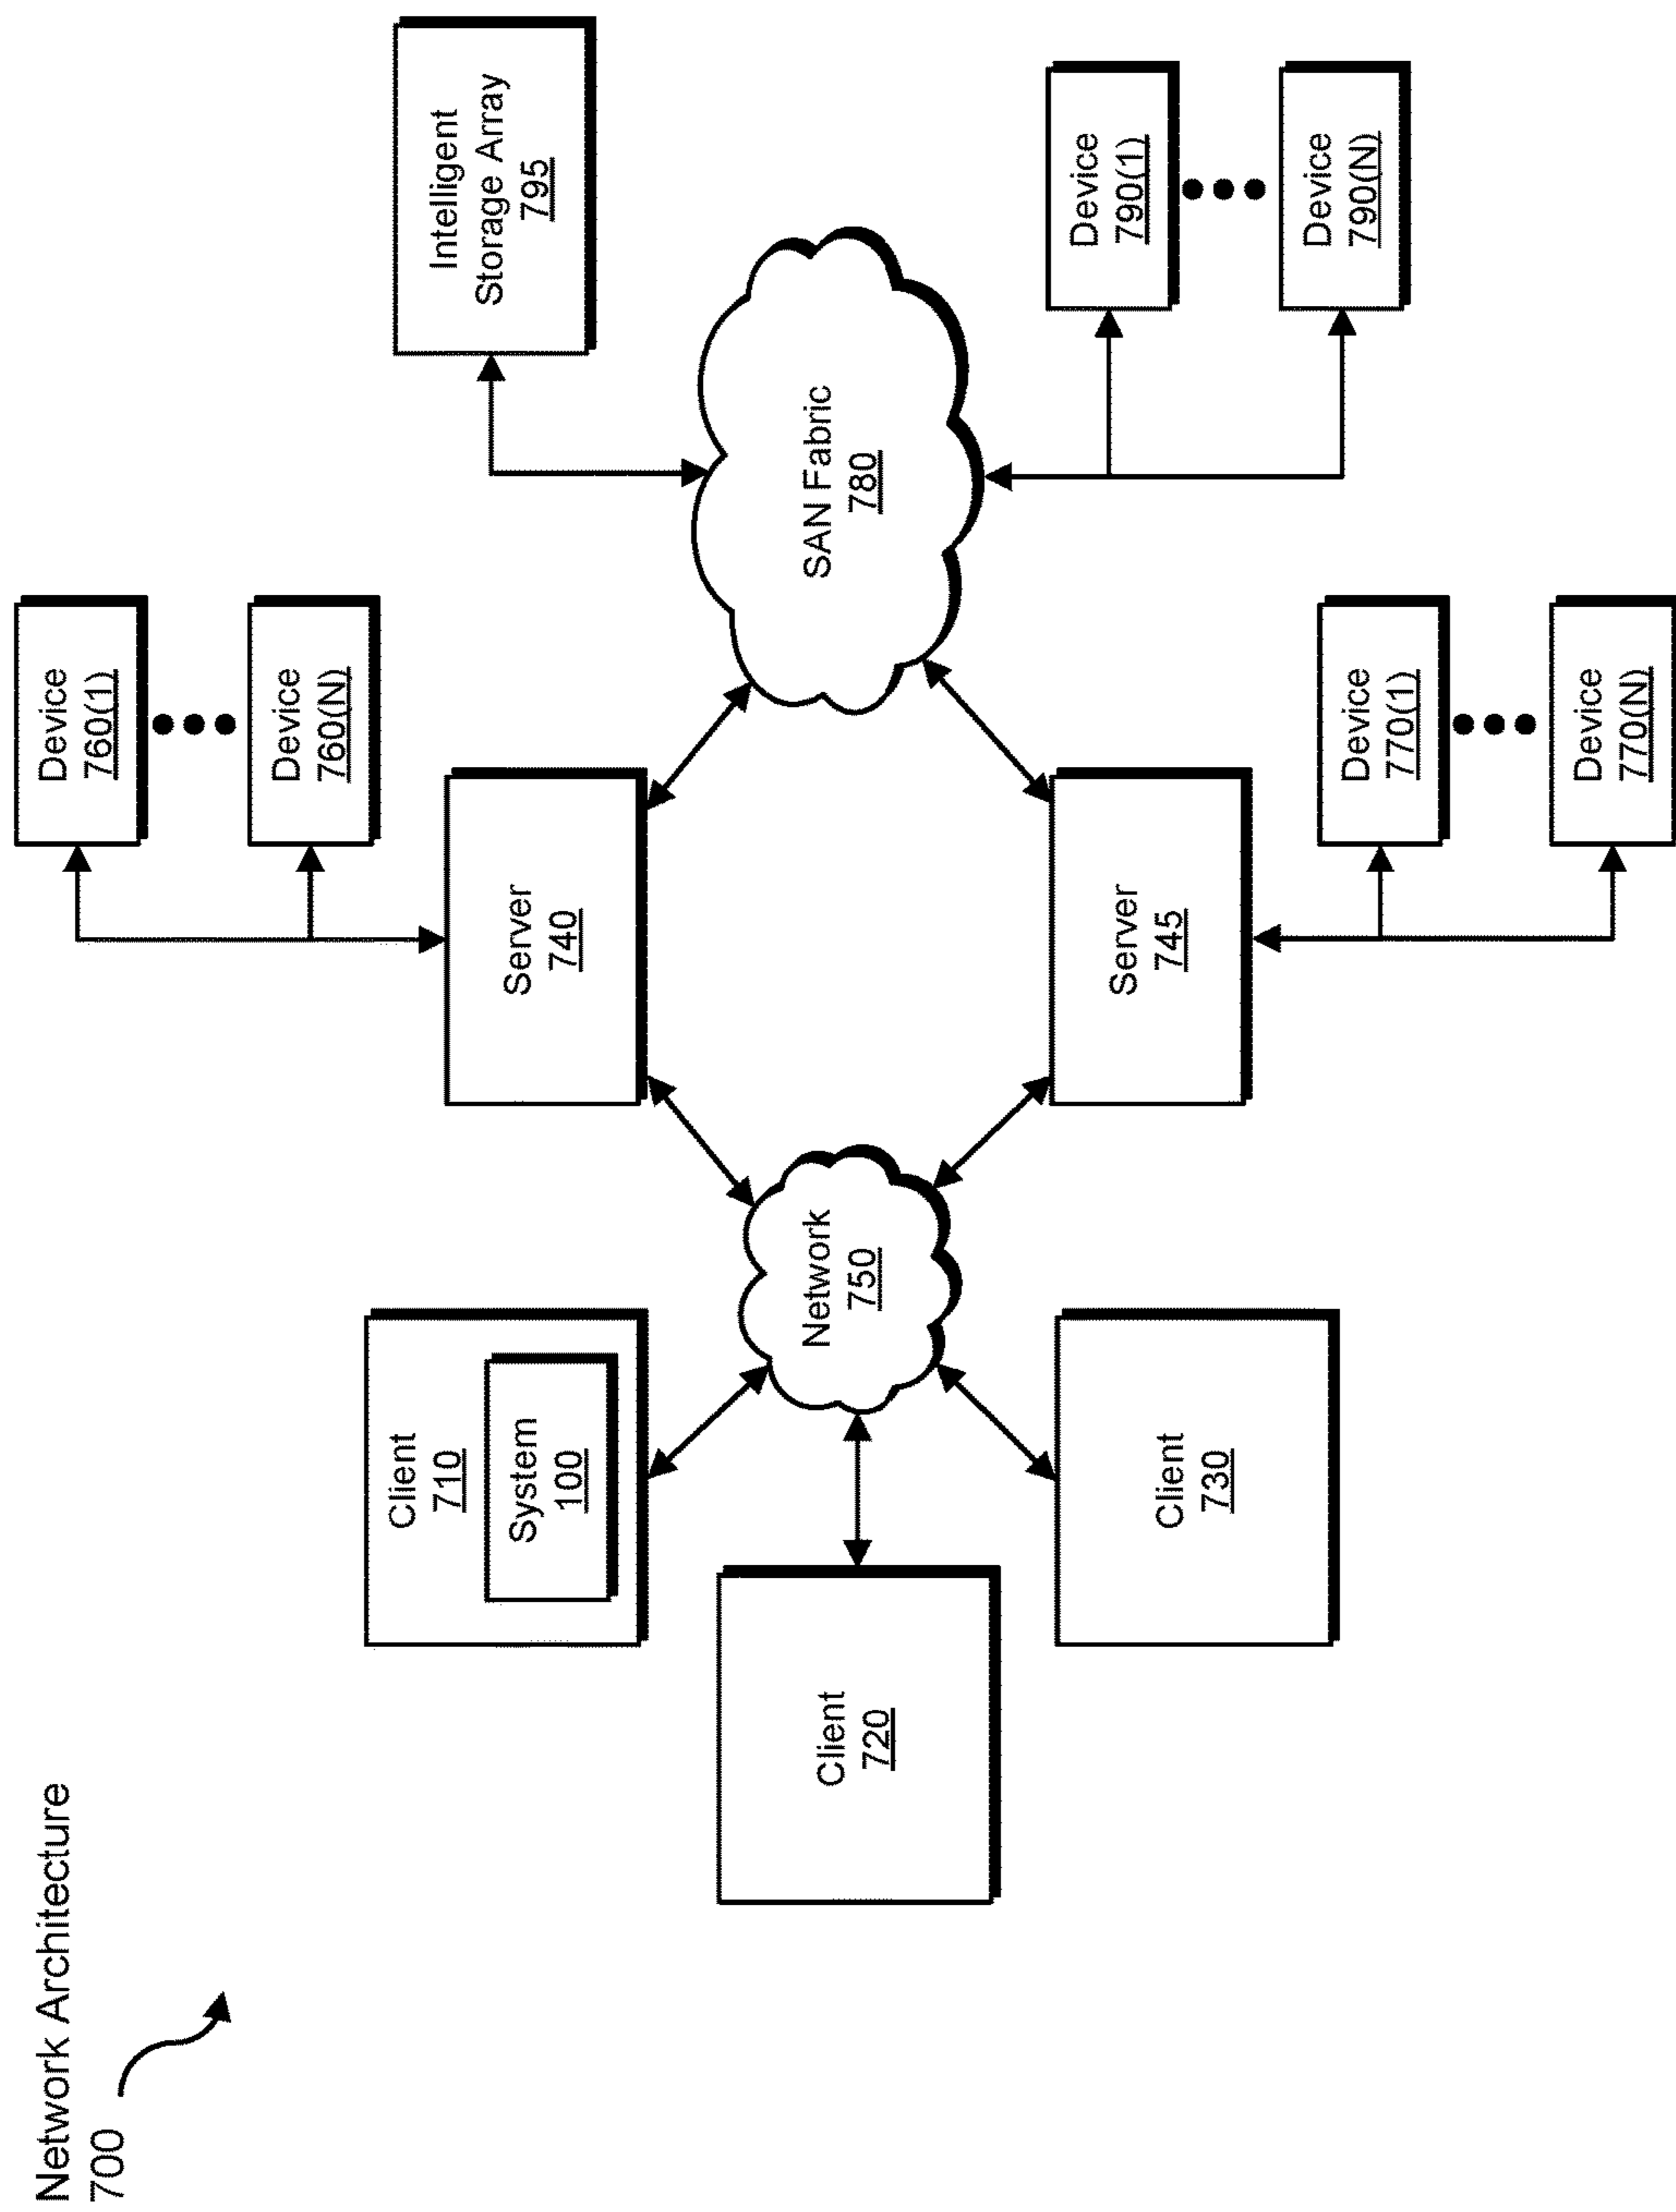 Network Architecture
700
Client
710
System
100
Client
720
Client
730
Network
750
Server
740
Server
745
Device
760(1)
Device
760(N)
Device
770(1)
Device
770(N)
SAN Fabric
780
Intelligent
Storage Array
795
Device
790(1)
Device
790(N)